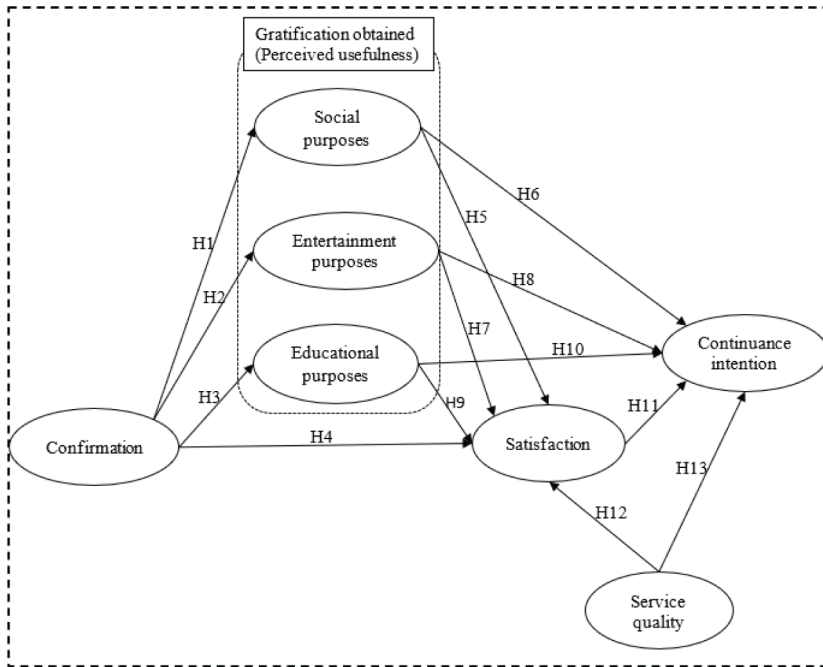 Gratification obtained
(Perceived usefulness)
Social
purposes
H6
H5
H1
Entertainment
purposes
H2
H8
H7
Educational
purposes
H10
Continuance
intention
H3
H9
H11
Confirmation
H4
Satisfaction
H13
H12
Service
quality